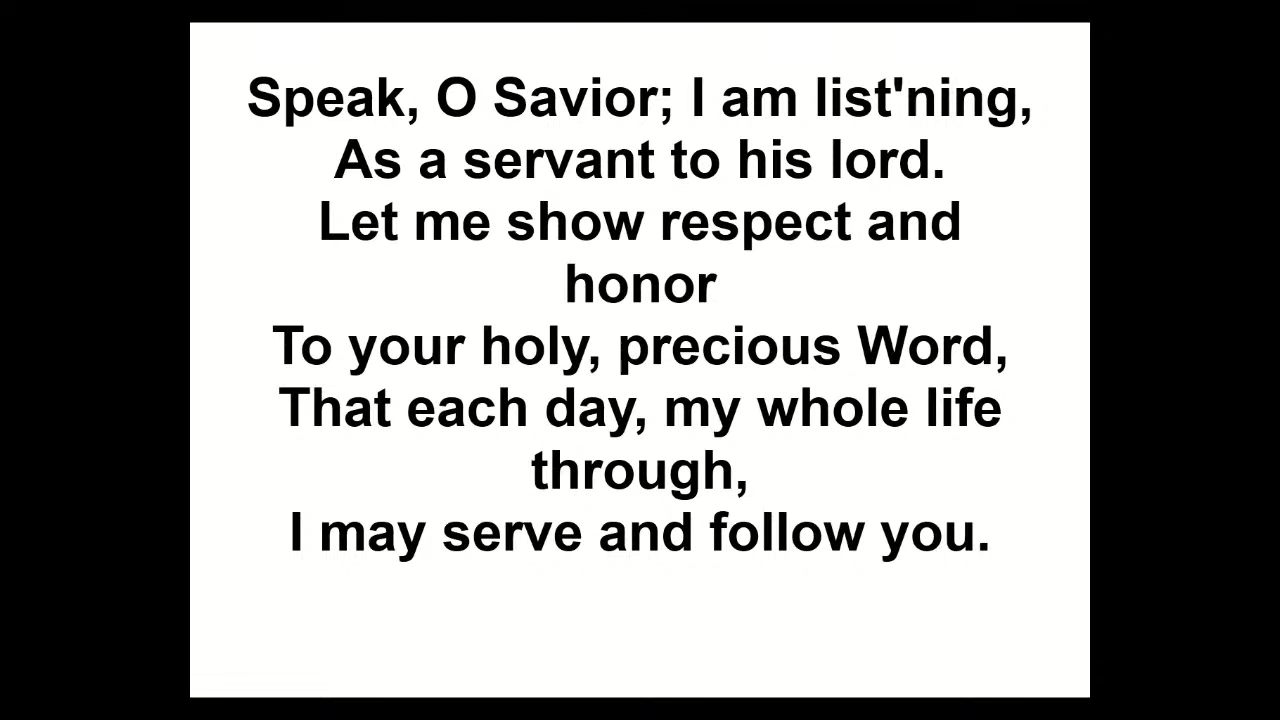 Speak, O Savior; I am list'ning,
As a servant to his lord.
Let me show respect and
honor
To your holy, precious Word,
That each day, my whole life
through,
I may serve and follow you.